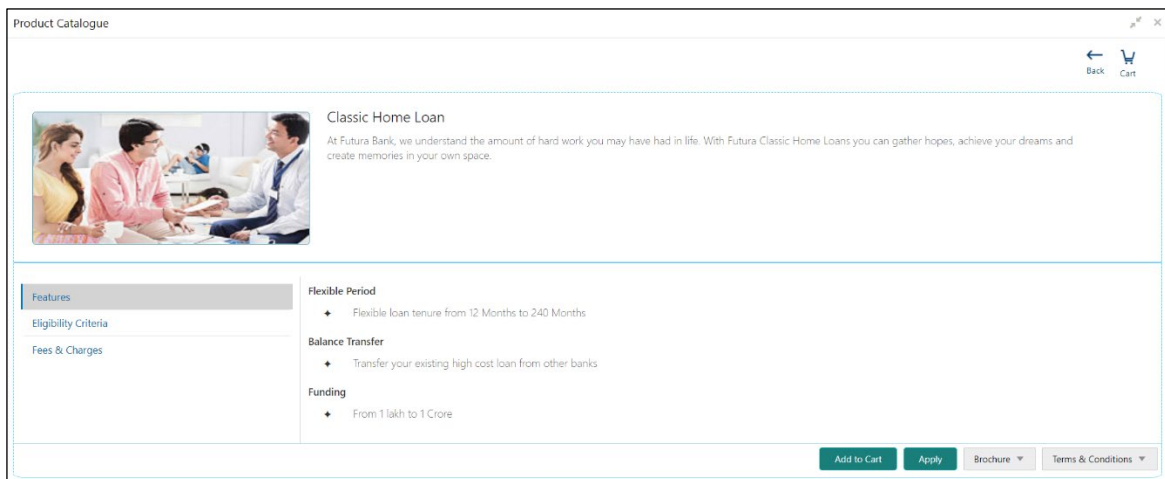 Product Catalogue
Back
Cart
Classic Home Loan
At Futura Bank, we understand the amount of hard work you may have had in life. With Futura Classic Home Loans you can gather hopes, achieve your dreams and
create memories in your own space.
Features
Eligibility Criteria
Fees & Charges
Flexible Period
Flexible loan tenure from 12 Months to 240 Months
Balance Transfer
Transfer your existing high cost loan from other banks
Funding
From 1 lakh to 1 Crore
Add to Cart
Apply
Brochure
Terms & Conditions